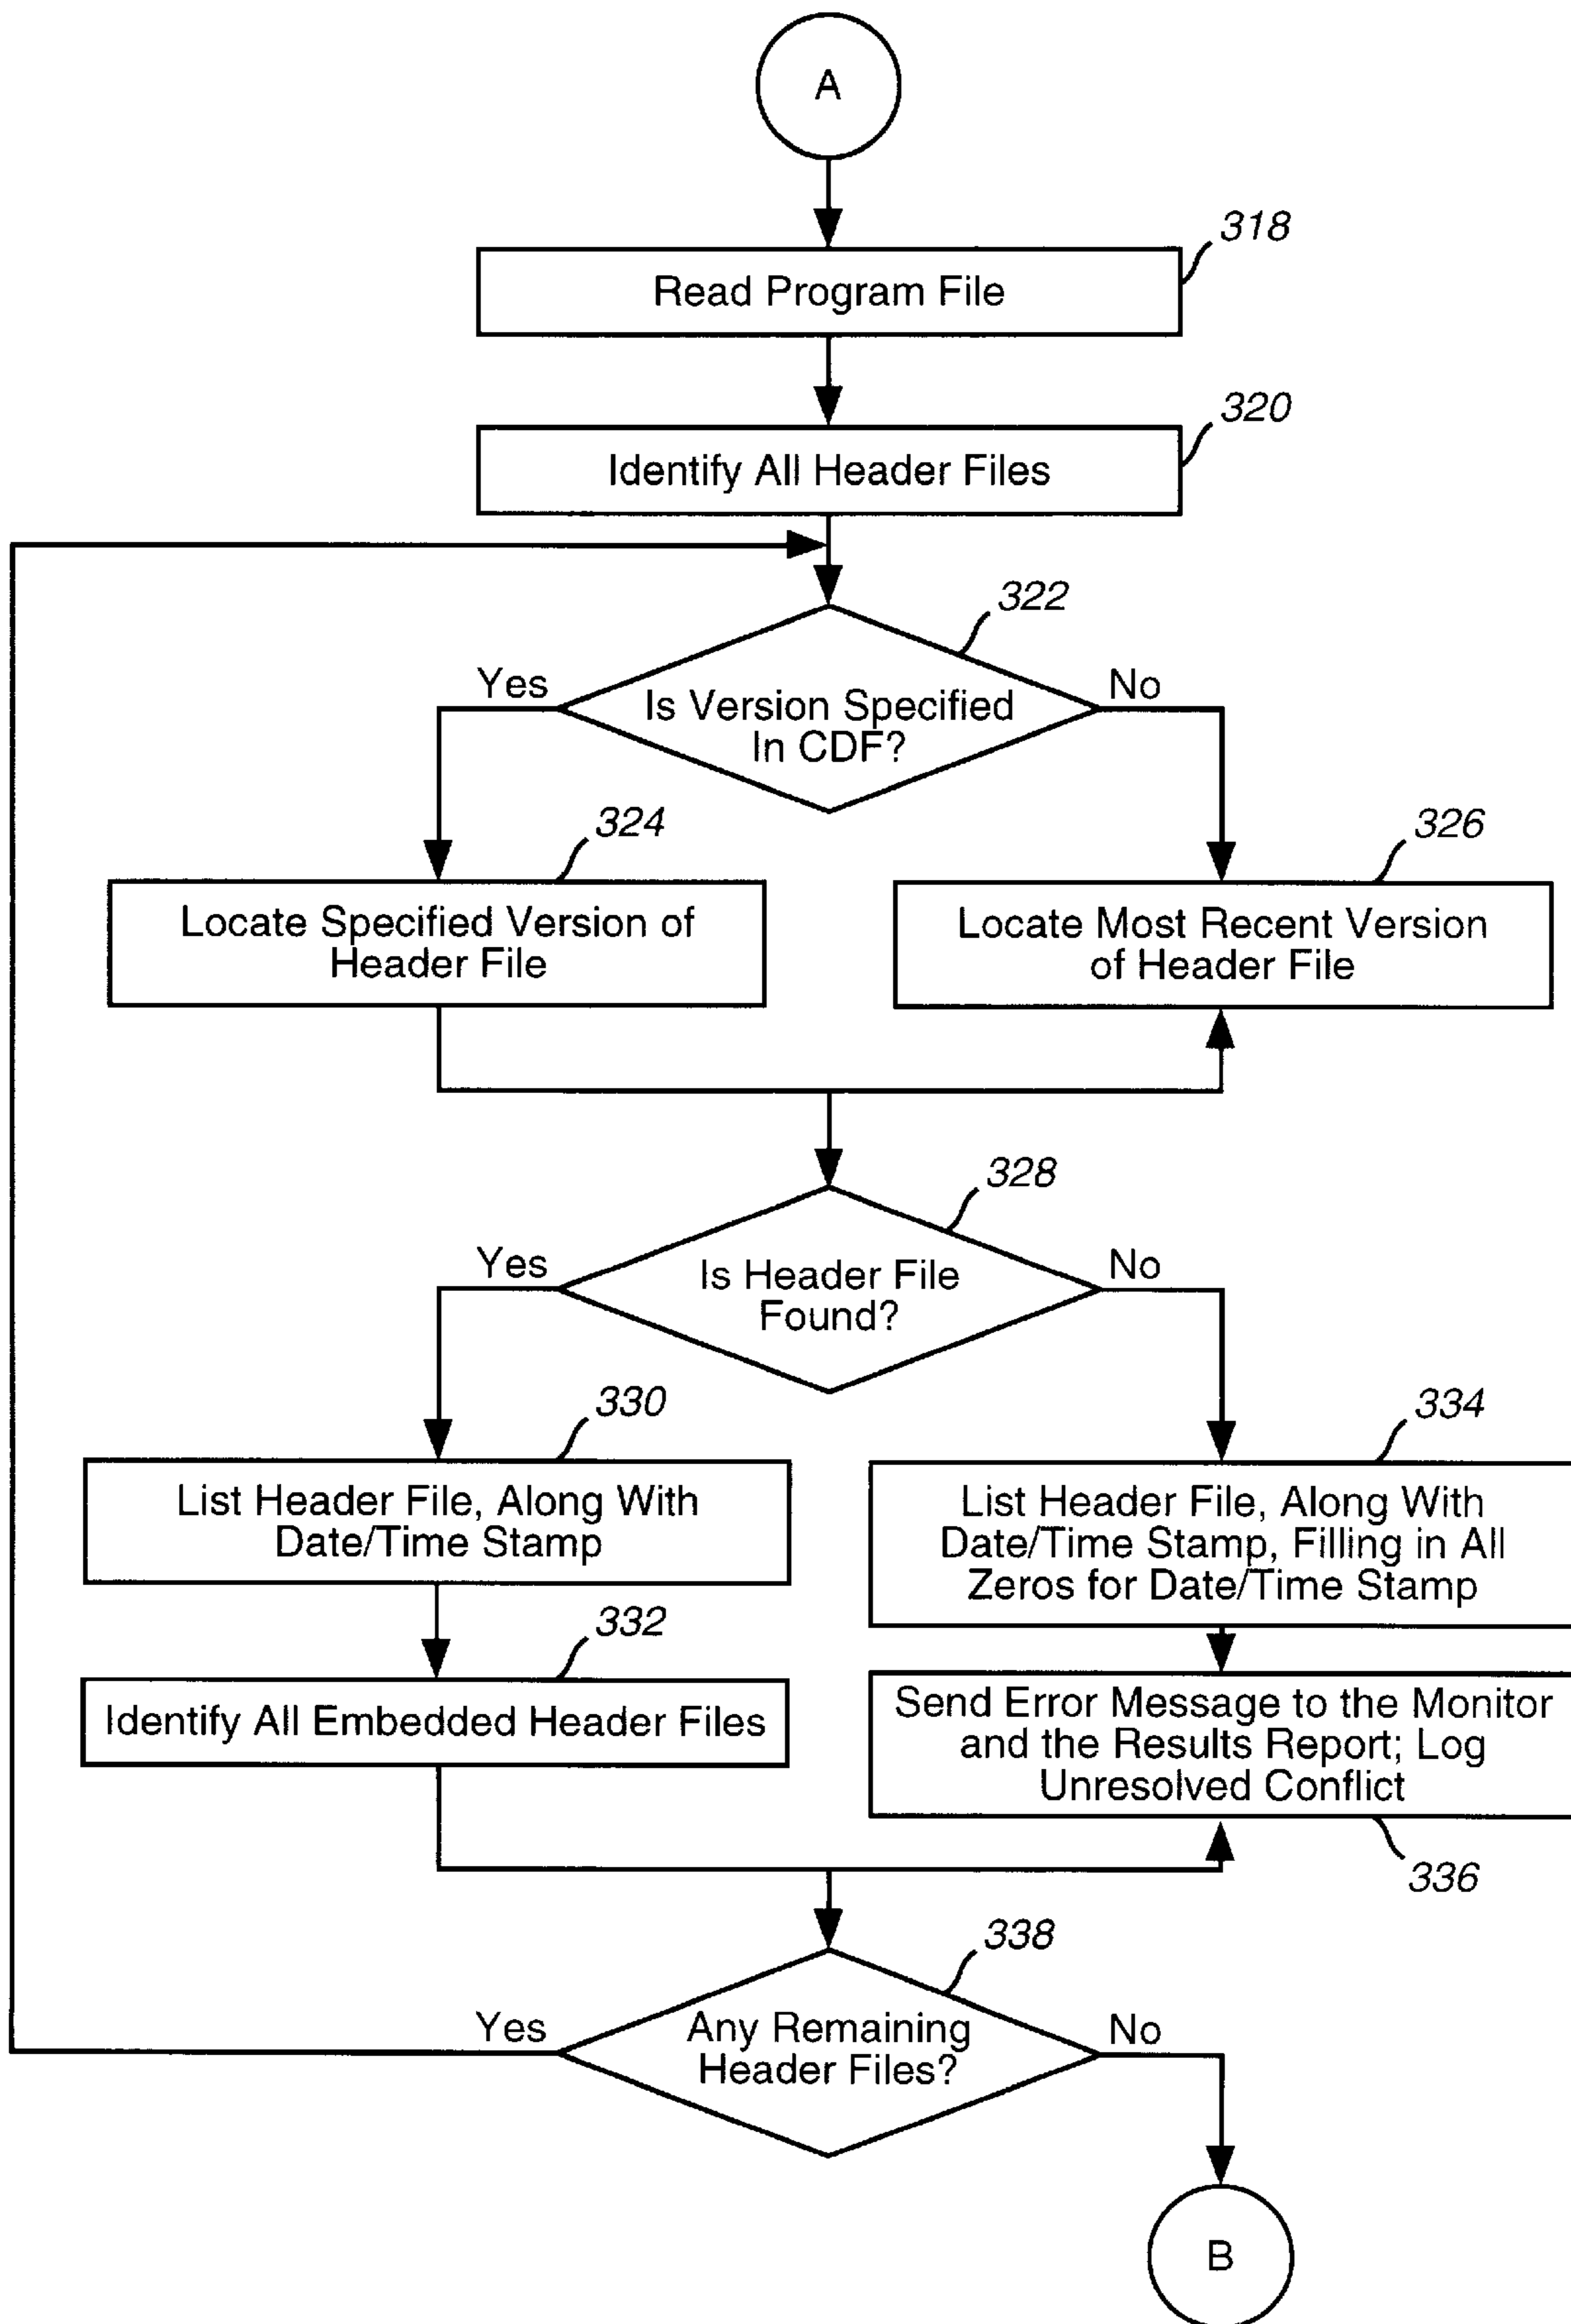 A
318
Read Program File
320
Identify All Header Files
322
Yes
No
Is Version Specified
In CDF?
324
326
Locate Specified Version of
Header File
Locate Most Recent Version
of Header File
328
Yes
No
Is Header File
Found?
330
334
List Header File, Along With
Date/Time Stamp
List Header File, Along With
Date/Time Stamp, Filling in All
Zeros for Date/Time Stamp
332
Identify All Embedded Header Files
Send Error Message to the Monitor
and the Results Report; Log
Unresolved Conflict
336
338
Yes
No
Any Remaining
Header Files?
B